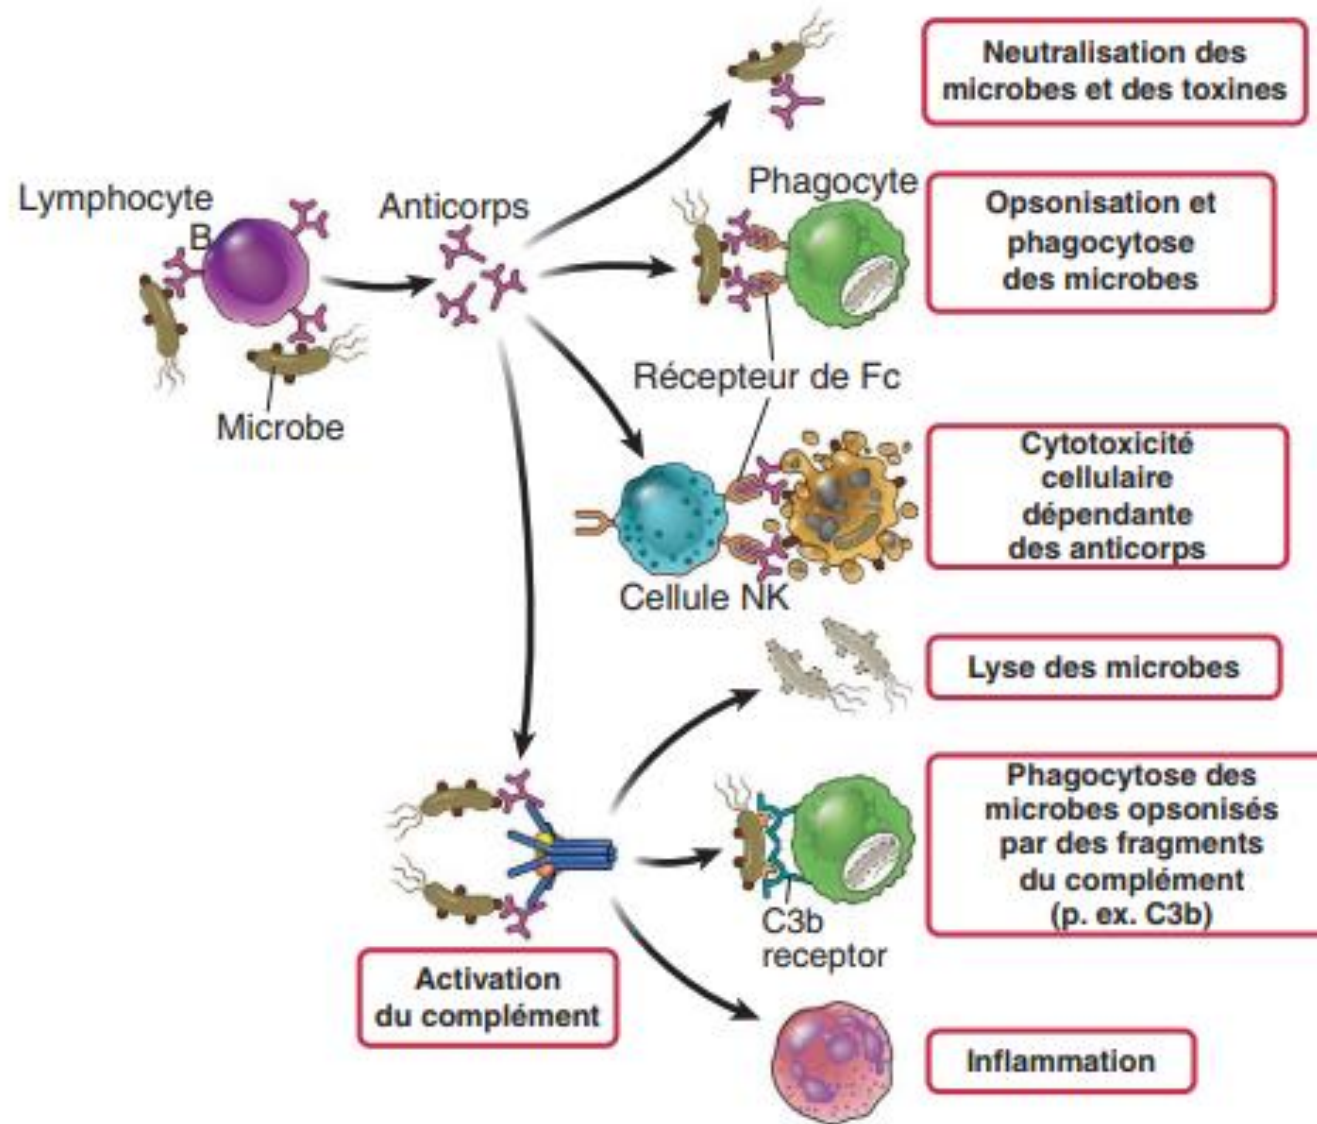 Neutralisation des
microbes et des toxines
Lymphocyte
B
Anticorps
Phagocyte
Opsonisation et
phagocytose
des microbes
Microbe
Récepteur de Fc
Cytotoxicité
cellulaire
dépendante
des anticorps
Cellule NK
Lyse des microbes
Phagocytose des
microbes opsonisés
par des fragments
du complément
(p. ex. C3b)
C3b
receptor
Activation
du complément
Inflammation